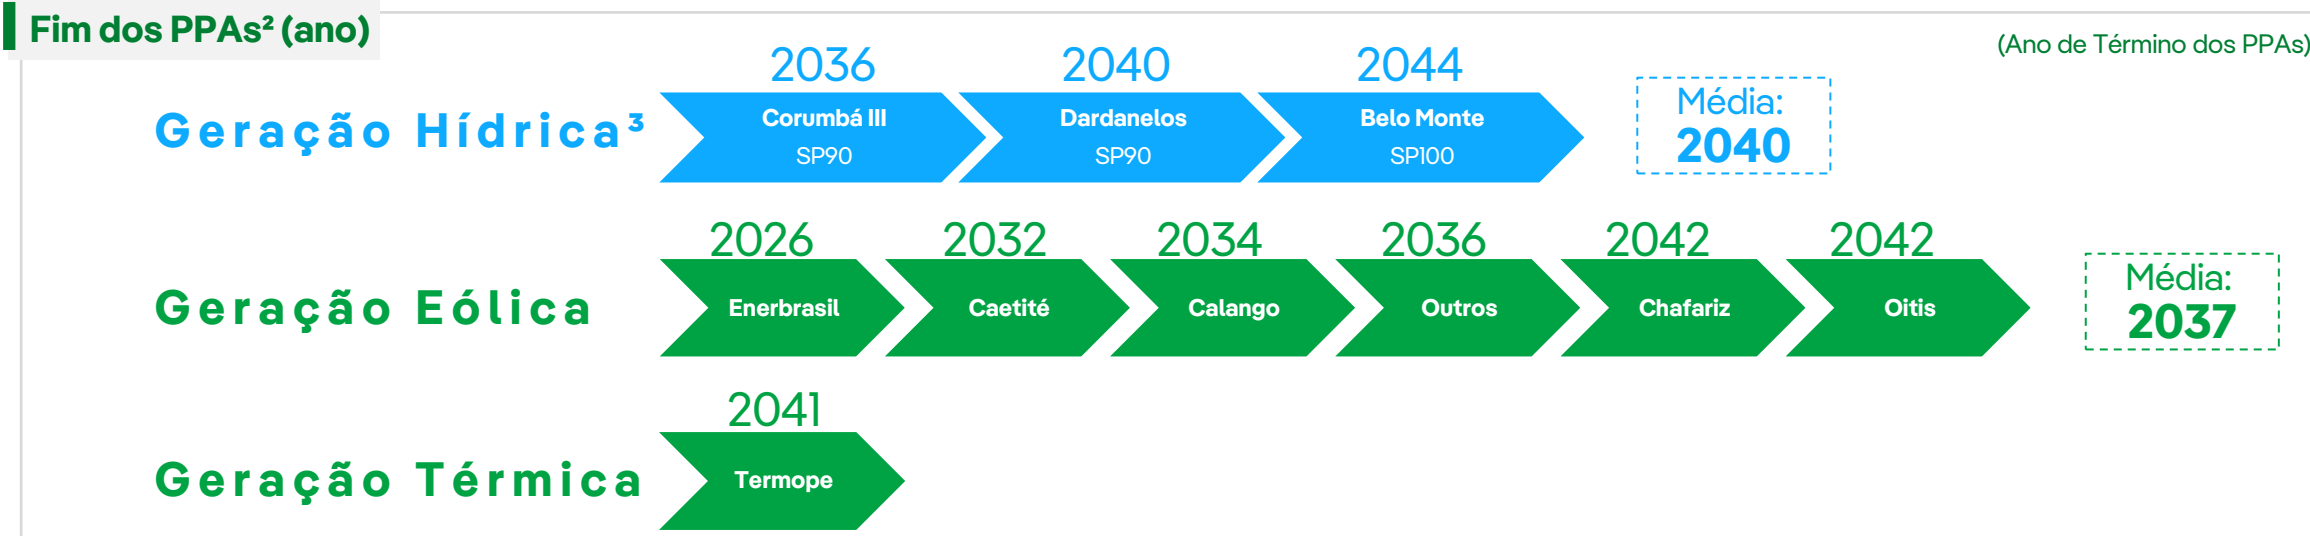 Fim dos PPAs² (ano)
(Ano de Término dos PPAs)
2036 2040 2044
Geração Hídrica³
Corumbá III Dardanelos Belo Monte
SP90 SP90 SP100
Média:
2040
2026 2032 2034 2036 2042 2042
Geração Eólica
Enerbrasil Caetité Calango Outros Chafariz Oitis
Média:
2037
2041
Geração Térmica
Termope